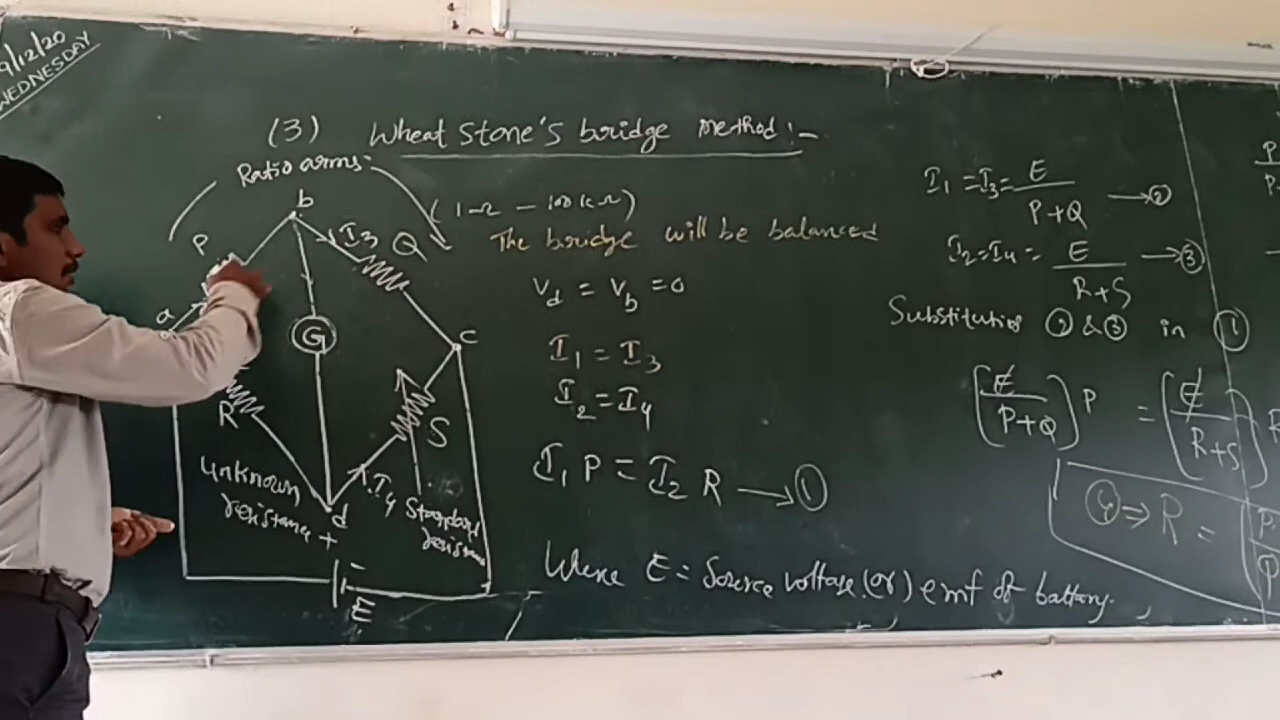 9/12/20
WEDNESDAY
(3) Wheat Stone's bridge method:-
Ratio arms
(1Ω - 100kΩ)
b
P
I3
Q
a
G
c
R
S
d
I4
Unknown
resistance
Standard
+ -
E
The bridge will be balanced
Vd = Vb = 0
I1 = I3
I2 = I4
I1 P = I2 R → ①
Where E = Source voltage (or) emf of battery.
I1 = I3 = E / P+Q → ②
I2 = I4 = E / R+S → ③
Substituting ② & ③ in ①
[E / P+Q] P = [E / R+S] R
④ ⇒ R = P / Q